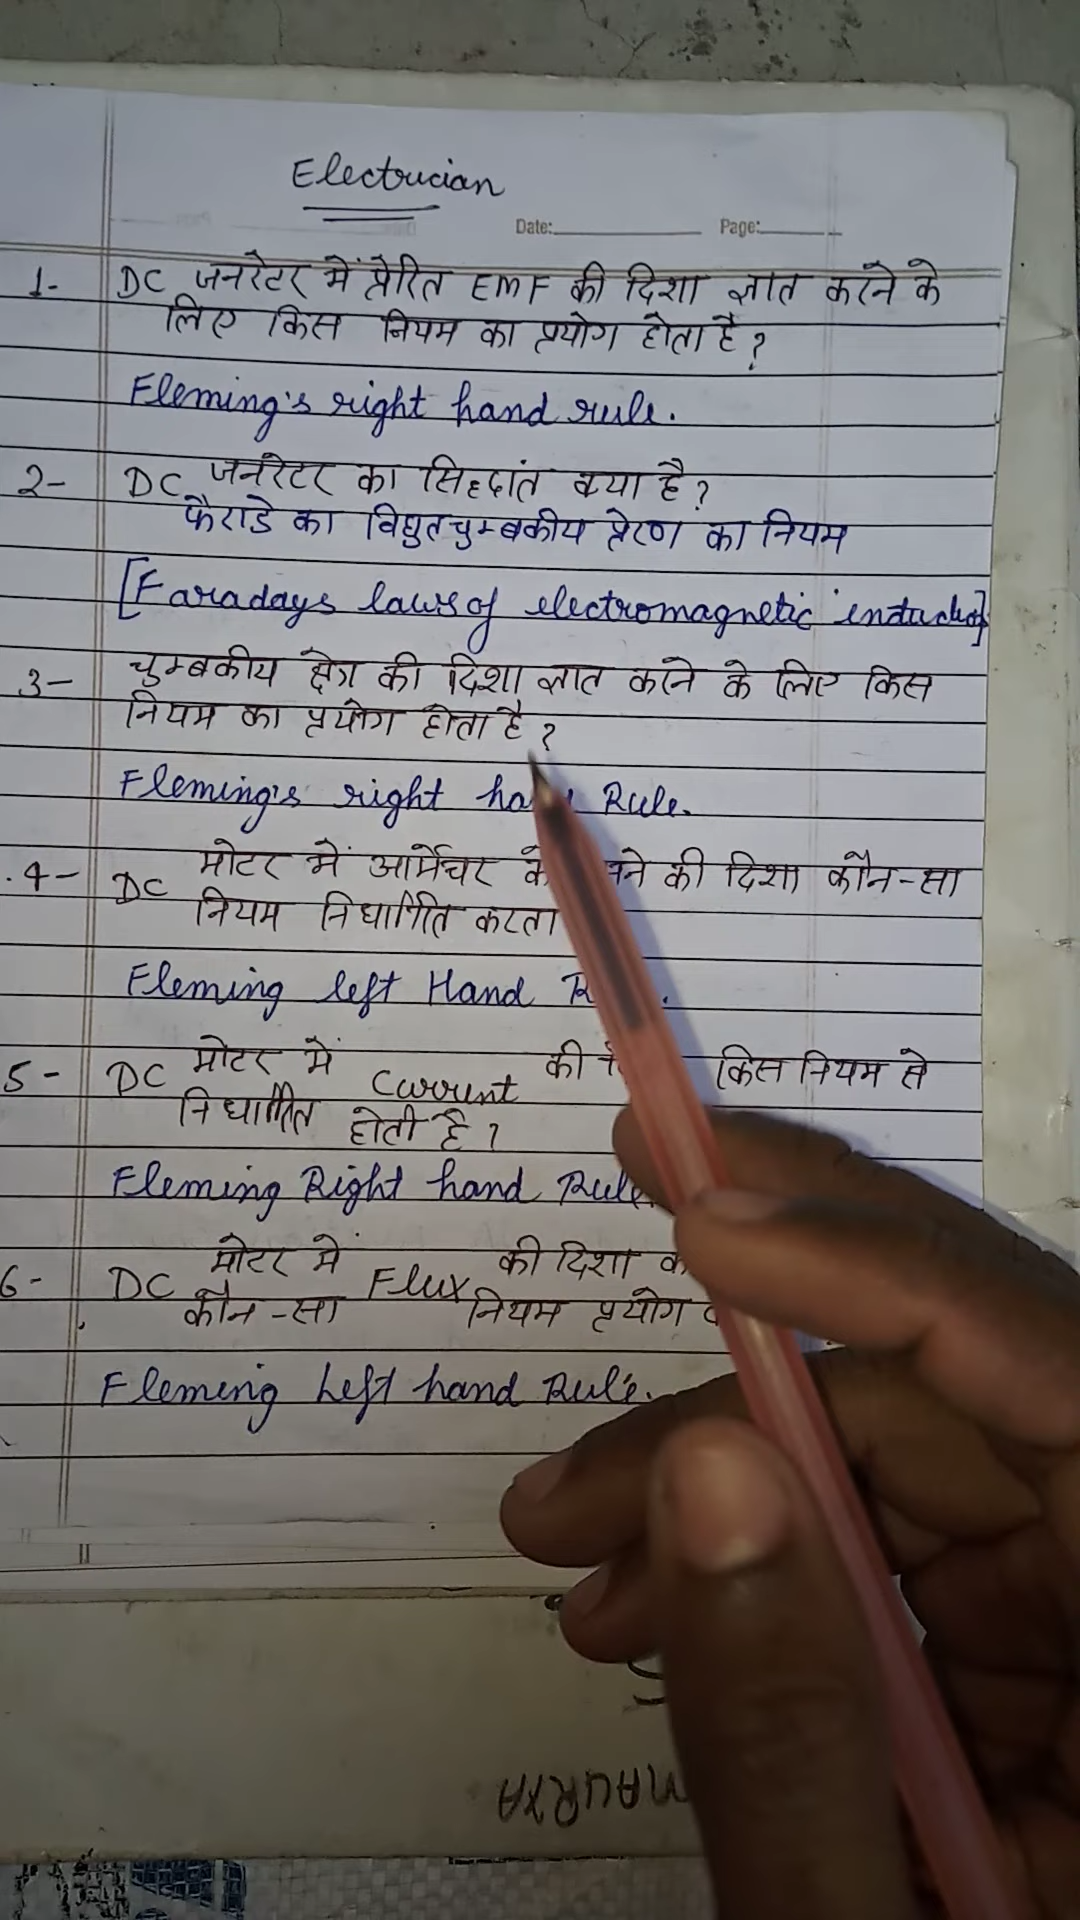 Electrician
Date: Page:
1- DC जनरेटर में प्रेरित EMF की दिशा ज्ञात करने के
लिए किस नियम का प्रयोग होता है?
Fleming's right hand rule.
2- DC जनरेटर का सिद्धांत क्या है?
फैराडे का विद्युत चुम्बकीय प्रेरण का नियम
[Faradays laws of electromagnetic
3- चुम्बकीय क्षेत्र की दिशा ज्ञात करने के लिए किस
नियम का प्रयोग होता है?
Fleming's right Rule.
4- DC मोटर में आर्मेचर की दिशा कौन-सा
नियम निर्धारित करता
Fleming left Hand
5- DC मोटर में Current की किस नियम से
निर्धारित होती है?
Fleming Right hand Rule
6- DC मोटर में Flux की दिशा
कौन-सा नियम प्रयोग
Fleming Left hand Rule.
MAURYA